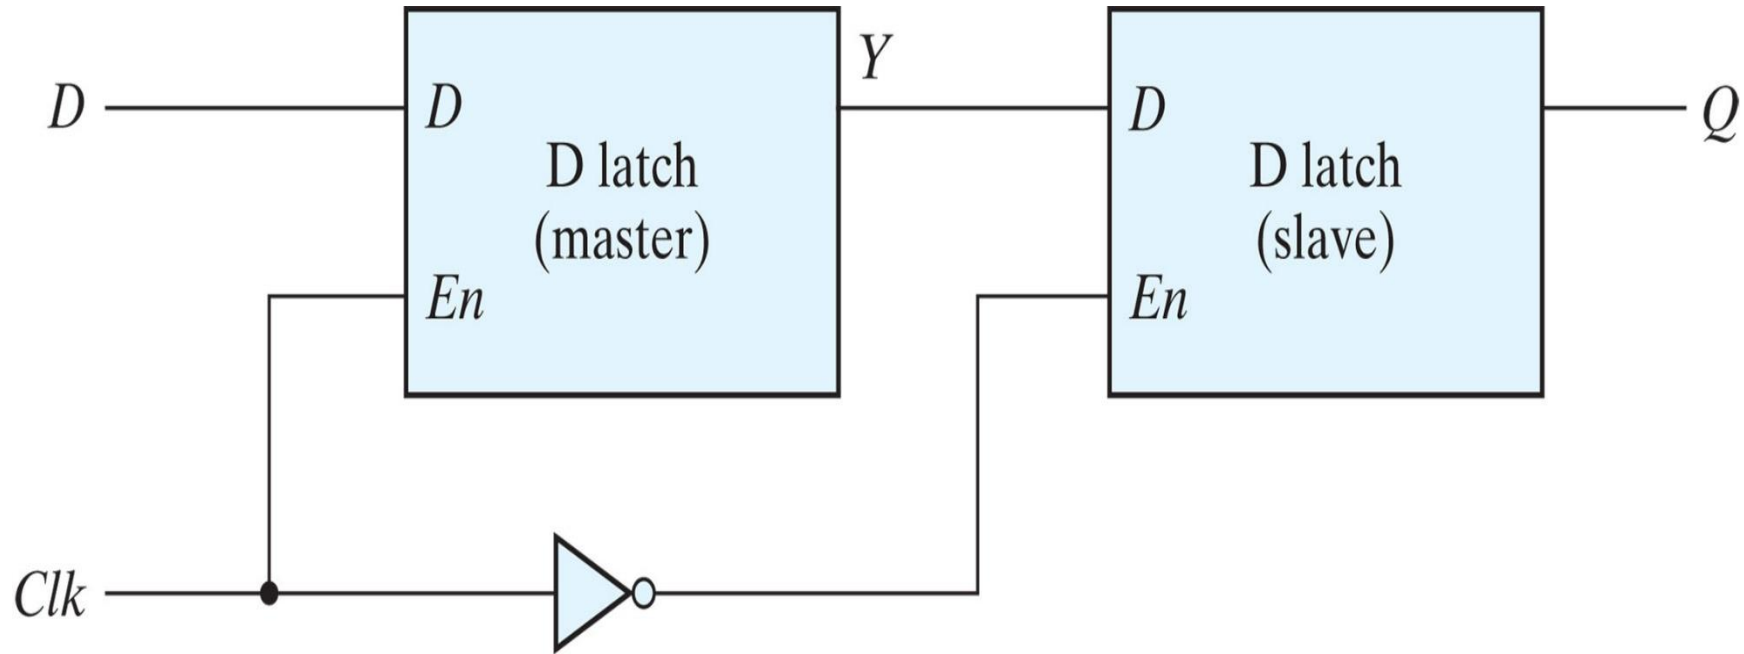 Y
D
D
D
Q
D latch
(master)
D latch
(slave)
En
En
Clk